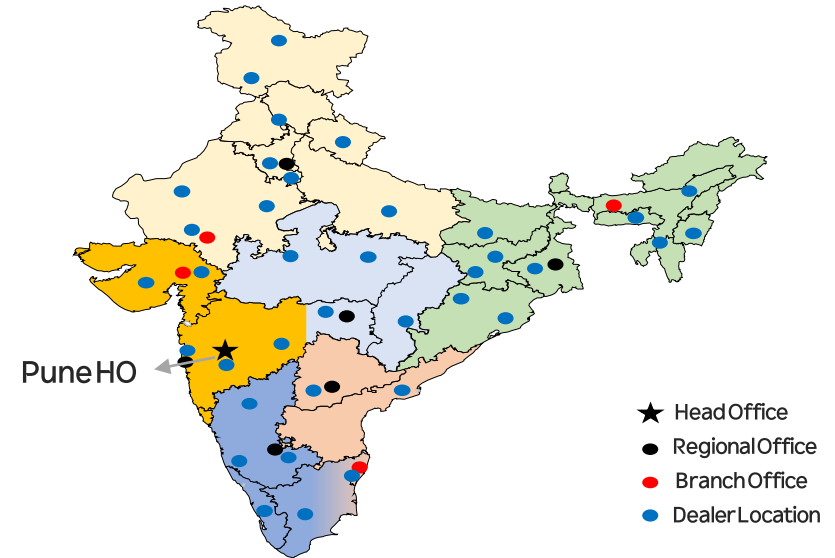 Pune HO
Head Office
Regional Office
Branch Office
Dealer Location